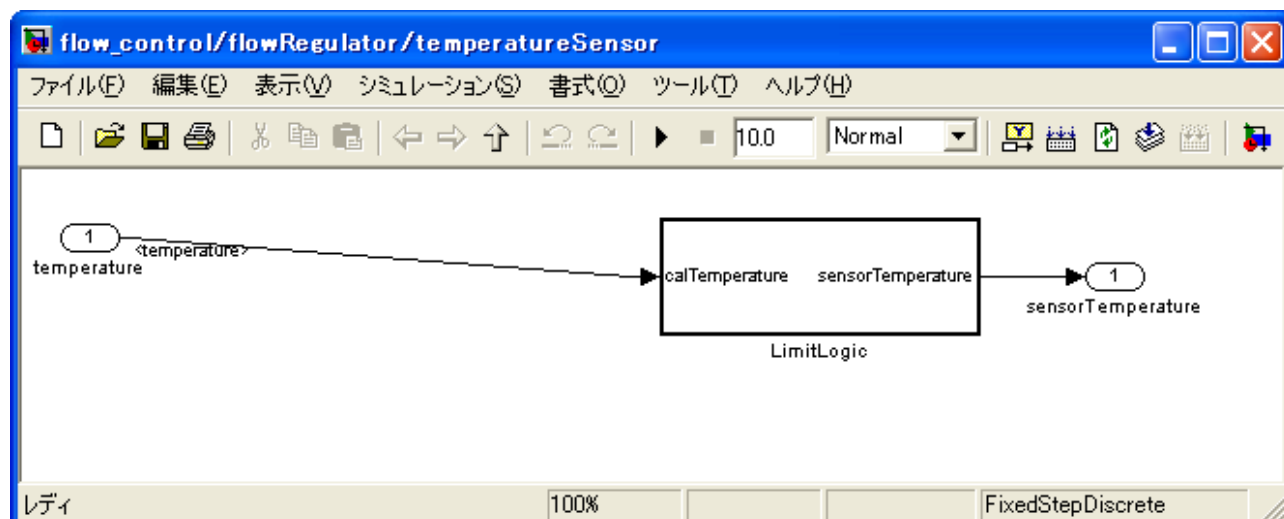 flow_control/flowRegulator/temperatureSensor
ファイル(F) 編集(E) 表示(V) シミュレーション(S) 書式(O) ツール(T) ヘルプ(H)
10.0 Normal
1
<temperature>
temperature
calTemperature sensorTemperature
1
sensorTemperature
LimitLogic
レディ 100% FixedStepDiscrete